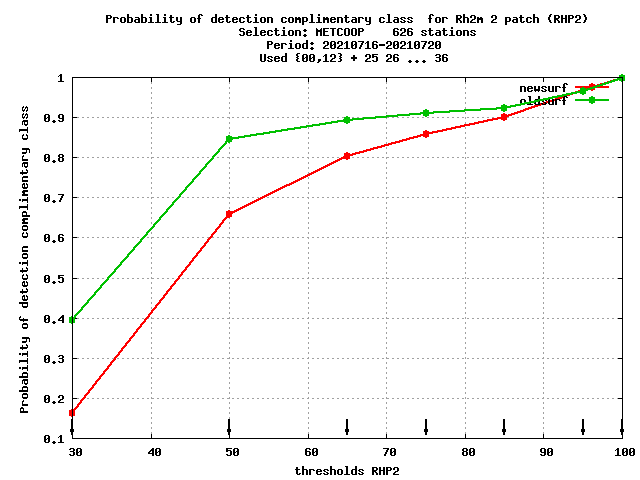 Probability of detection complimentary class  for Rh2m 2 patch (RHP2)
Selection: METCOOP    626 stations
Period: 20210716-20210720
Used {00,12} + 25 26 ... 36
1
0.9
0.8
0.7
0.6
0.5
0.4
0.3
0.2
0.1
Probability of detection complimentary class
newsurf
oldsurf
30 40 50 60 70 80 90 100
thresholds RHP2